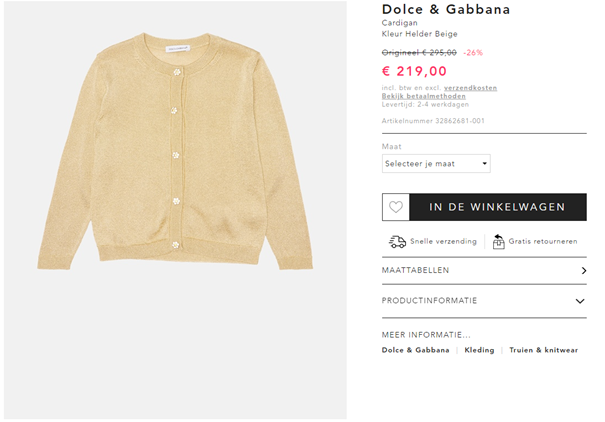 Dolce & Gabbana
Cardigan
Kleur Helder Beige
Origineel € 295,00 -26%
€ 219,00
incl. btw en excl. verzendkosten
Bekijk betaalmethoden
Levertijd: 2-4 werkdagen
Artikelnummer 32862681-001
Maat
Selecteer je maat
IN DE WINKELWAGEN
Snelle verzending
Gratis retourneren
MAATTABELLEN
PRODUCTINFORMATIE
MEER INFORMATIE...
Dolce & Gabbana | Kleding | Truien & knitwear